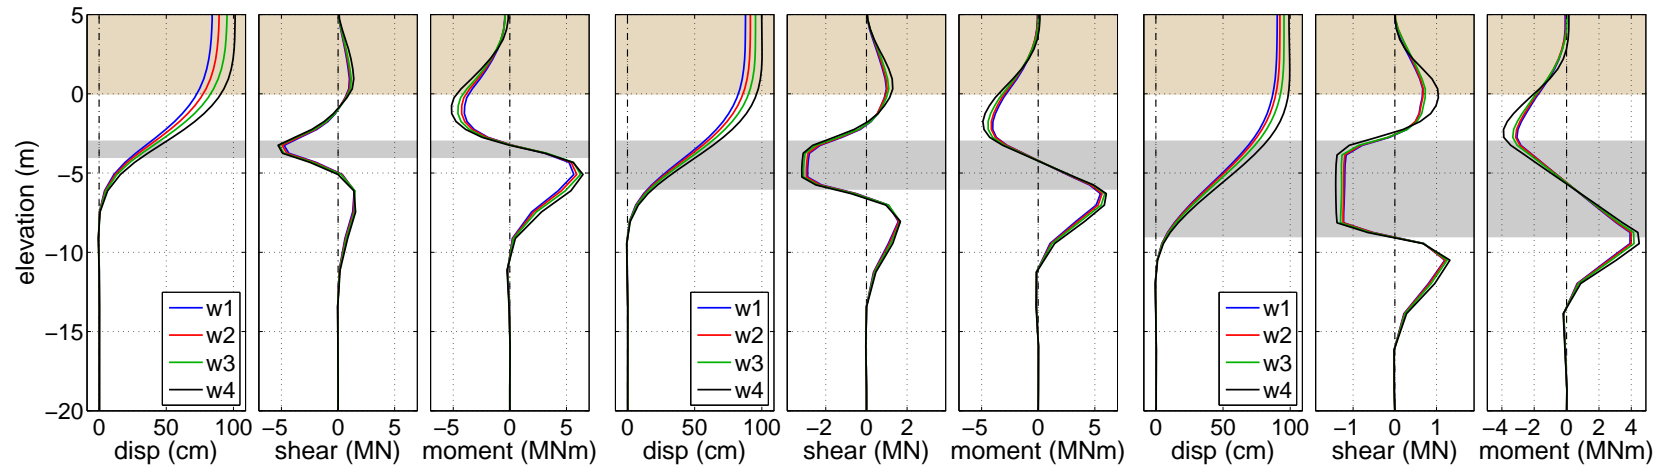 5
0
−5
−10
−15
−20
elevation (m)
w1
w2
w3
w4
0 100
disp (cm)
−5 0 5
shear (MN)
−5 0 5
moment (MNm)
w1
w2
w3
w4
0 50 100
disp (cm)
−2 0 2
shear (MN)
−5 0 5
moment (MNm)
w1
w2
w3
w4
0 50 100
disp (cm)
−1 0 1
shear (MN)
−4 −2 0 2 4
moment (MNm)